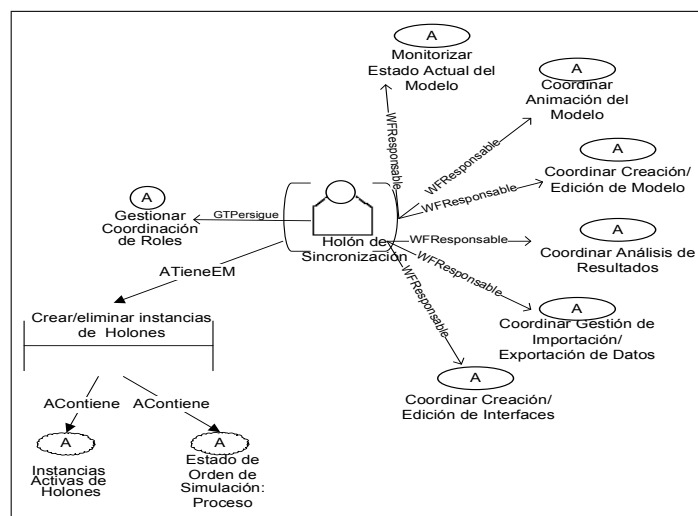 A
Monitorizar
Estado Actual del
Modelo
A
Coordinar
Animación del
Modelo
WFResponsable
WFResponsable
A
Coordinar Creación/
Edición de Modelo
WFResponsable
A
Gestionar
Coordinación
de Roles
GTPersigue
Holón de
Sincronización
WFResponsable
A
Coordinar Análisis de
Resultados
ATieneEM
WFResponsable
WFResponsable
A
Coordinar Gestión de
Importación/
Exportación de Datos
Crear/eliminar instancias
de Holones
A
Coordinar Creación/
Edición de Interfaces
AContiene
AContiene
A
Instancias
Activas de
Holones
A
Estado de
Orden de
Simulación:
Proceso